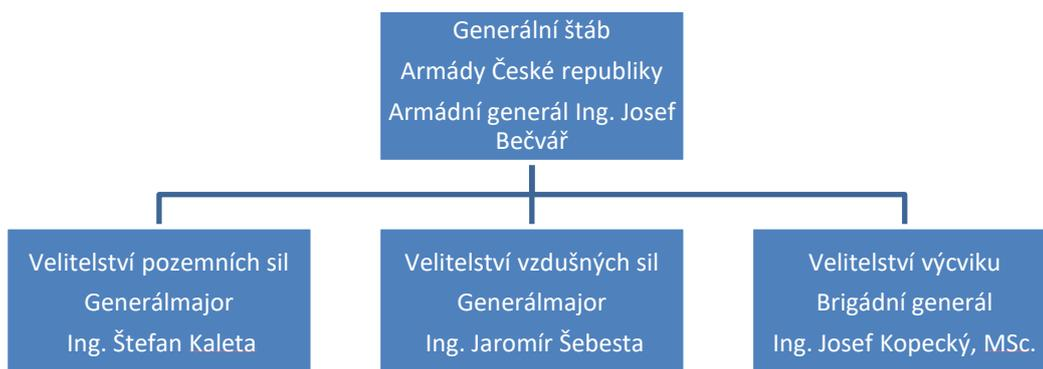 Generální štáb
Armády České republiky
Armádní generál Ing. Josef
Bečvář
Velitelství pozemních sil
Generálmajor
Ing. Štefan Kaleta
Velitelství vzdušných sil
Generálmajor
Ing. Jaromír Šebesta
Velitelství výcviku
Brigádní generál
Ing. Josef Kopecký, MSc.